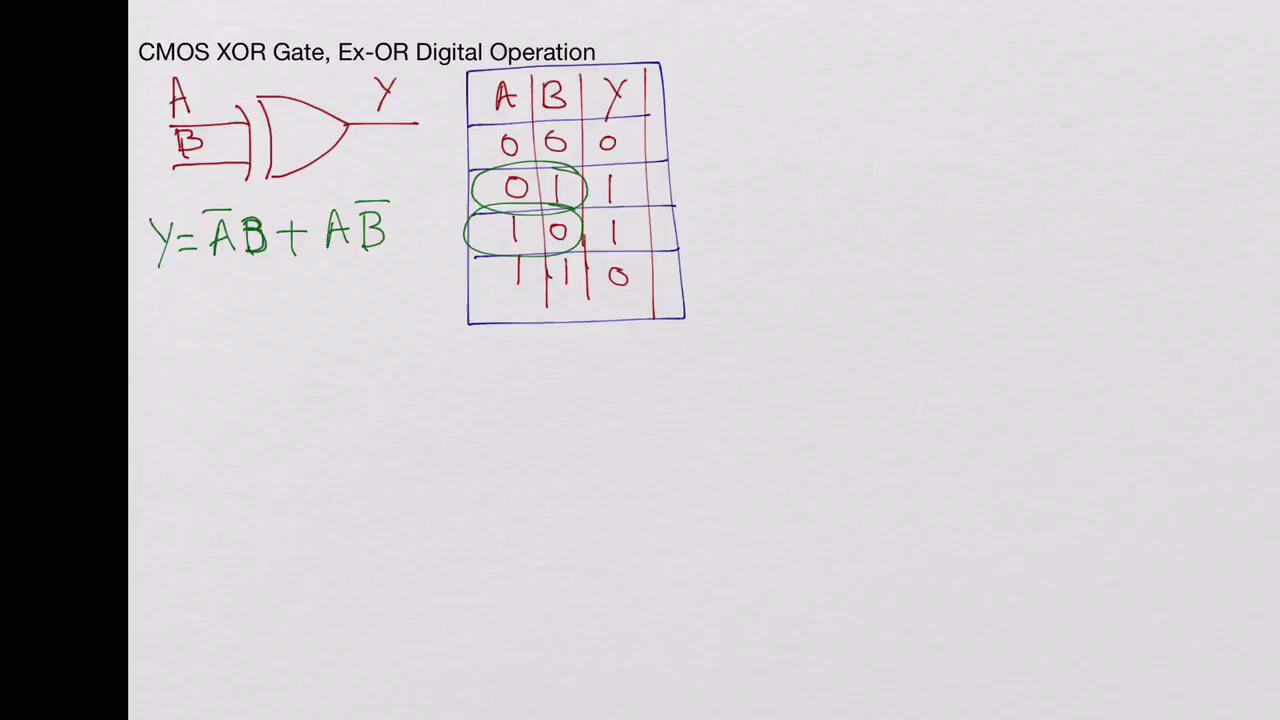 CMOS XOR Gate, Ex-OR Digital Operation
A
B
Y
Y = A̅B + AB̅
A B Y
0 0 0
0 1 1
1 0 1
1 1 0